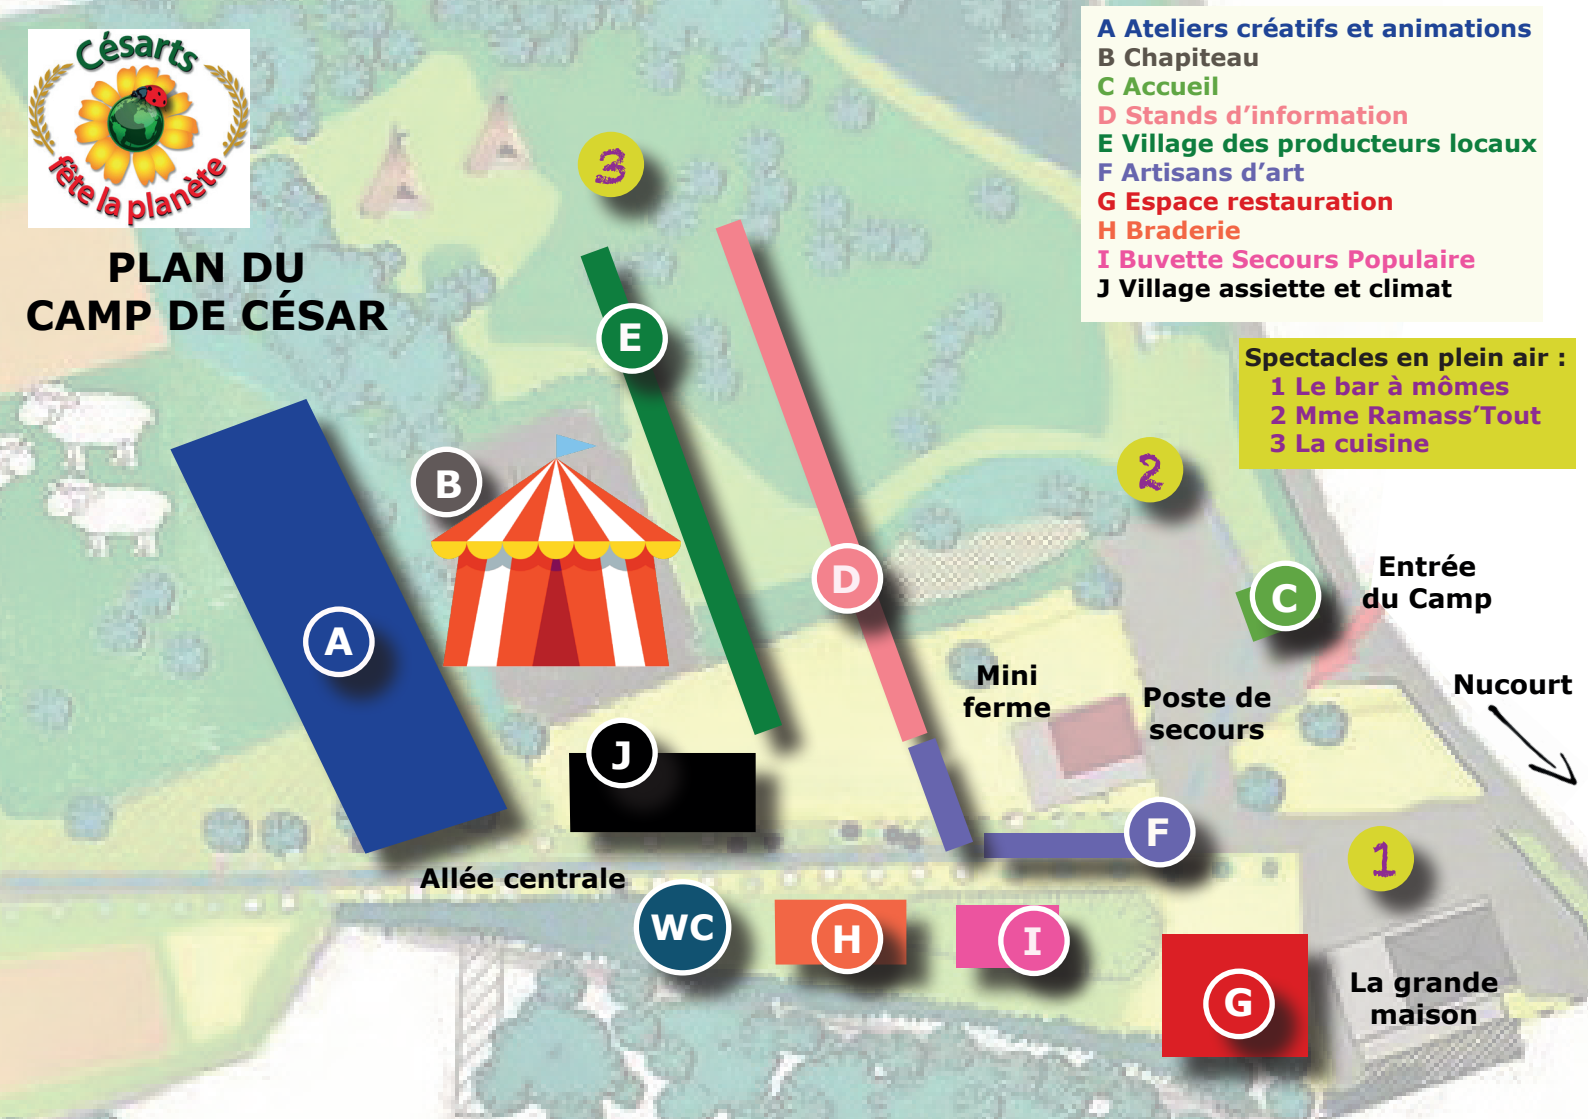 Césarts
fête la planète
PLAN DU
CAMP DE CÉSAR
A Ateliers créatifs et animations
B Chapiteau
C Accueil
D Stands d’information
E Village des producteurs locaux
F Artisans d’art
G Espace restauration
H Braderie
I Buvette Secours Populaire
J Village assiette et climat
Spectacles en plein air :
1 Le bar à mômes
2 Mme Ramass’Tout
3 La cuisine
3
E
B
2
D
C
Entrée
du Camp
A
Mini
ferme
Poste de
secours
Nucourt
J
F
1
Allée centrale
WC
H
I
G
La grande
maison